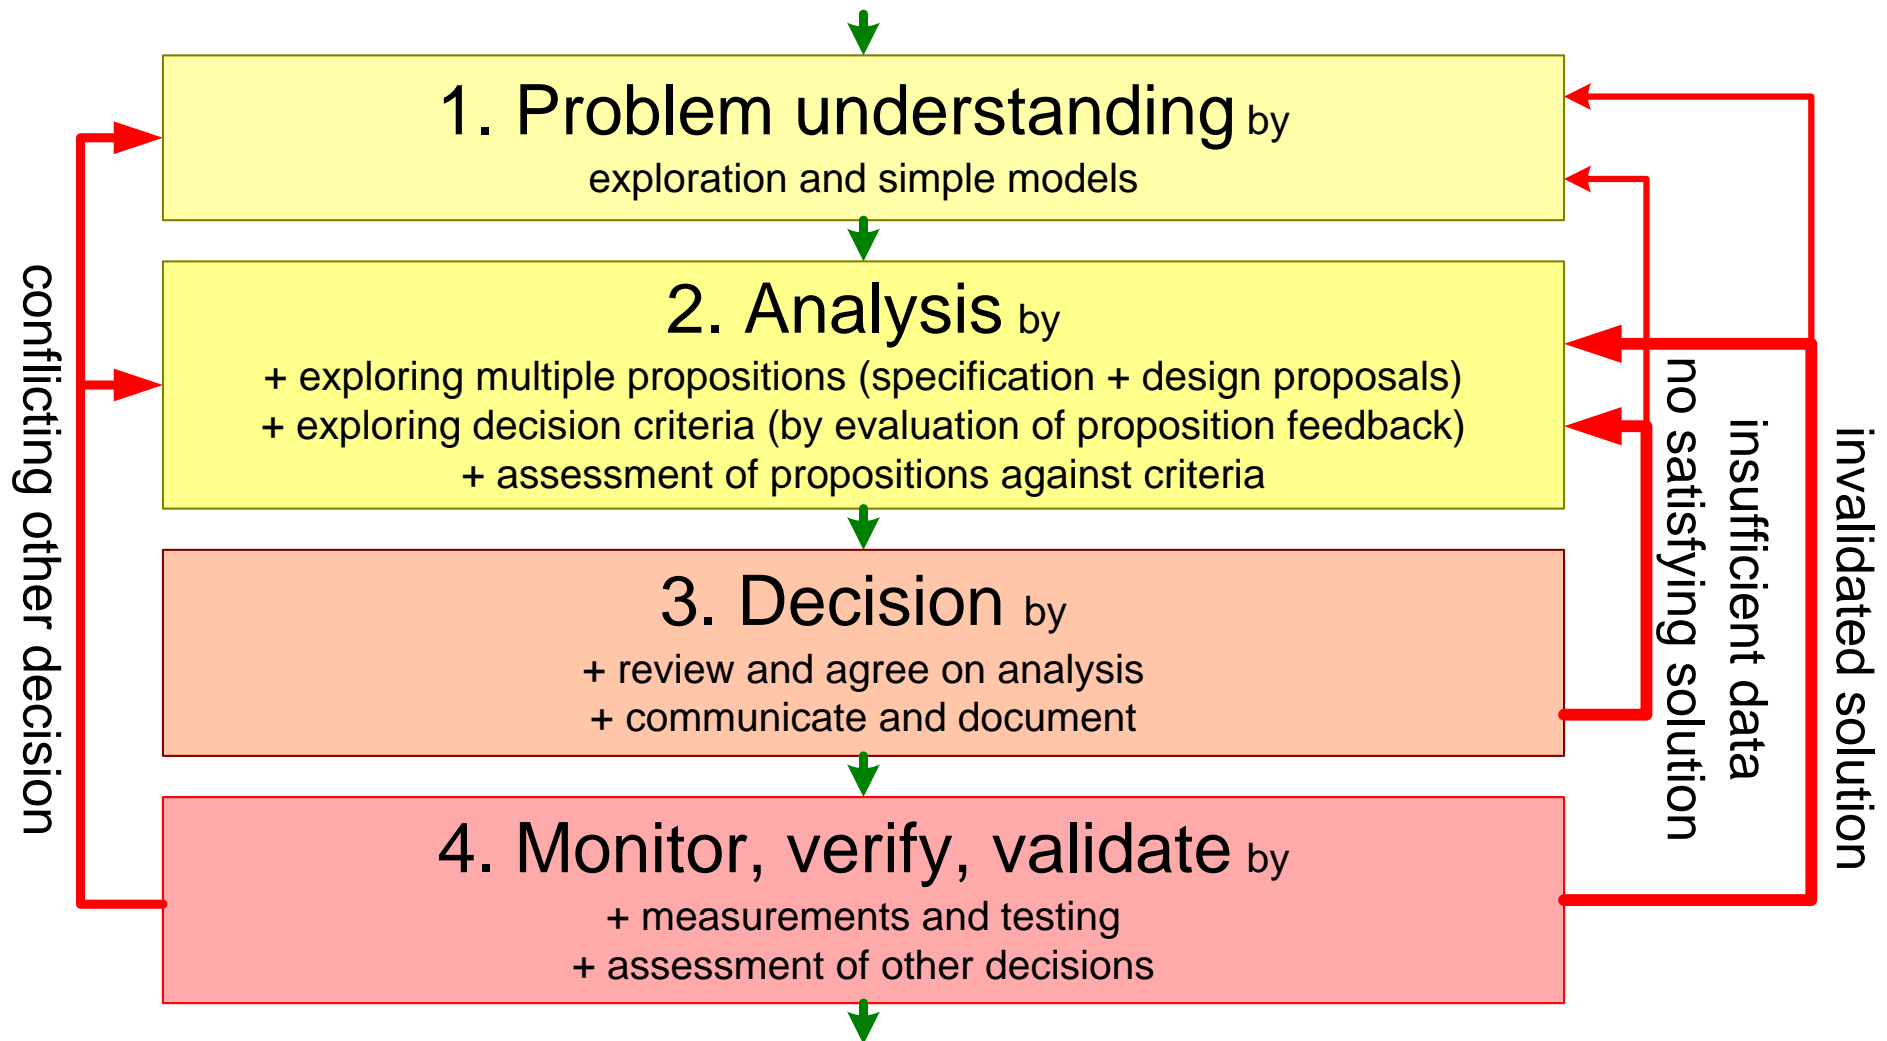 1. Problem understanding by
exploration and simple models
2. Analysis by
+ exploring multiple propositions (specification + design proposals)
+ exploring decision criteria (by evaluation of proposition feedback)
+ assessment of propositions against criteria
3. Decision by
+ review and agree on analysis
+ communicate and document
4. Monitor, verify, validate by
+ measurements and testing
+ assessment of other decisions
conflicting other decision
insufficient data
no satisfying solution
invalidated solution